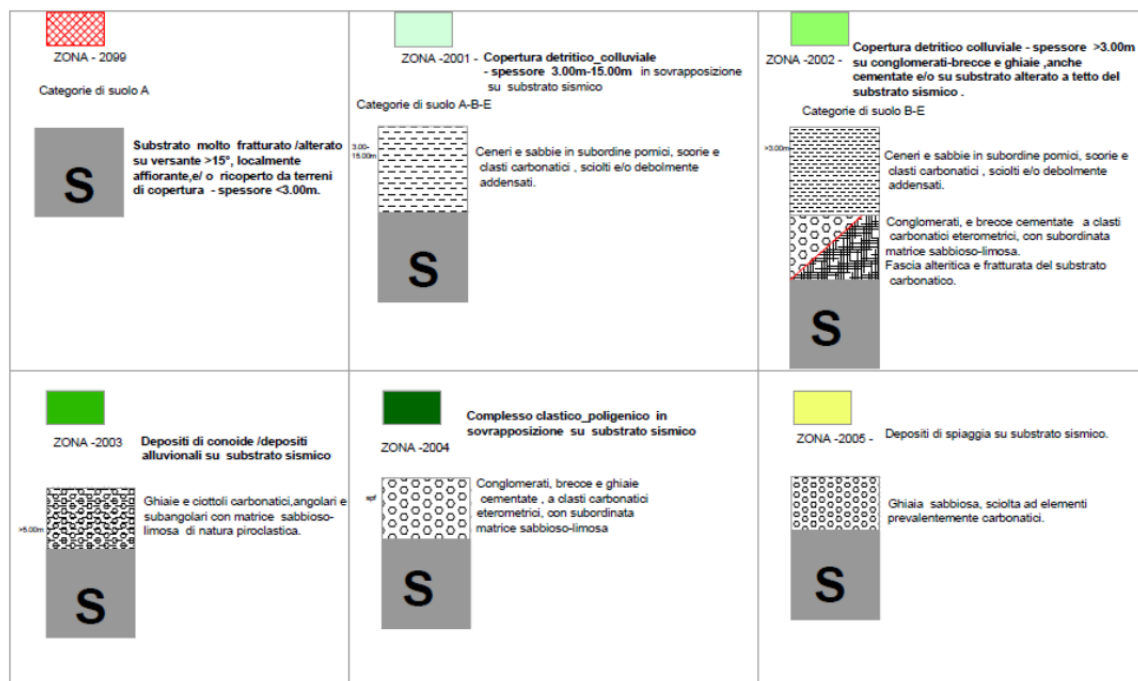 ZONA - 2099
Categorie di suolo A
S
Substrato molto fratturato /alterato
su versante >15°, localmente
affiorante,e/ o ricoperto da terreni
di copertura - spessore <3.00m.
ZONA -2001 -
Copertura detritico_colluviale
- spessore 3.00m-15.00m in sovrapposizione
su substrato sismico
Categorie di suolo A-B-E
3.00-
15.00m
Ceneri e sabbie in subordine pomici, scorie e
clasti carbonatici , sciolti e/o debolmente
addensati.
S
ZONA -2002 -
Copertura detritico colluviale - spessore >3.00m
su conglomerati-brecce e ghiaie ,anche
cementate e/o su substrato alterato a tetto del
substrato sismico .
Categorie di suolo B-E
>3.00m
Ceneri e sabbie in subordine pomici, scorie e
clasti carbonatici , sciolti e/o debolmente
addensati.
Conglomerati, e brecce cementate a clasti
carbonatici eterometrici, con subordinata
matrice sabbioso-limosa.
Fascia alteritica e fratturata del substrato
carbonatico.
S
ZONA -2003
Depositi di conoide /depositi
alluvionali su substrato sismico
>5.00m
Ghiaie e ciottoli carbonatici,angolari e
subangolari con matrice sabbioso-
limosa di natura piroclastica.
S
ZONA -2004
Complesso clastico_poligenico in
sovrapposizione su substrato sismico
Conglomerati, brecce e ghiaie
cementate , a clasti carbonatici
eterometrici, con subordinata
matrice sabbioso-limosa
S
ZONA -2005 -
Depositi di spiaggia su substrato sismico.
Ghiaia sabbiosa, sciolta ad elementi
prevalentemente carbonatici.
S